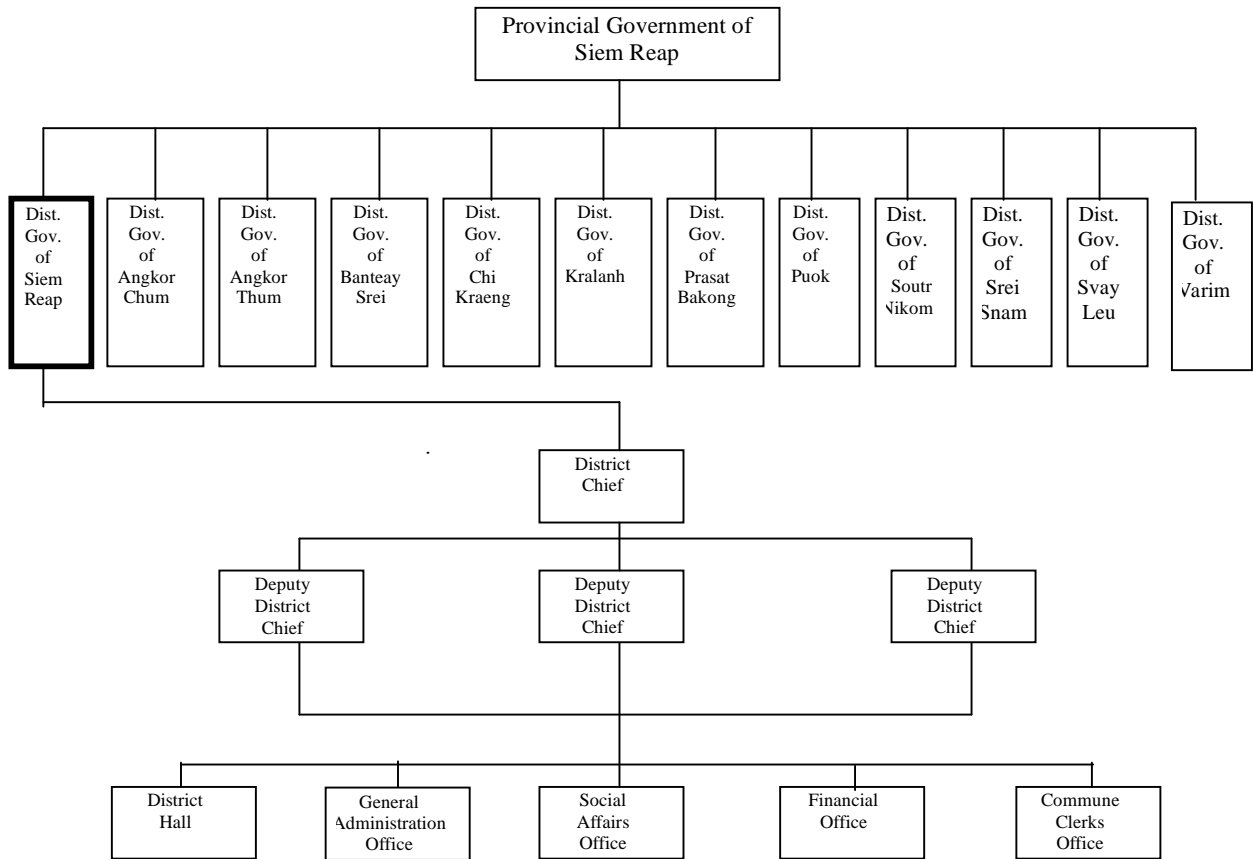 Provincial Government of
Siem Reap
Dist.
Gov.
of
Siem
Reap
Dist.
Gov.
of
Angkor
Chum
Dist.
Gov.
of
Angkor
Thum
Dist.
Gov.
of
Banteay
Srei
Dist.
Gov.
of
Chi
Kraeng
Dist.
Gov.
of
Kralanh
Dist.
Gov.
of
Prasat
Bakong
Dist.
Gov.
of
Puok
Dist.
Gov.
of
Soutr
Nikom
Dist.
Gov.
of
Srei
Snam
Dist.
Gov.
of
Svay
Leu
Dist.
Gov.
of
Varim
District
Chief
Deputy
District
Chief
Deputy
District
Chief
Deputy
District
Chief
District
Hall
General
Administration
Office
Social
Affairs
Office
Financial
Office
Commune
Clerks
Office